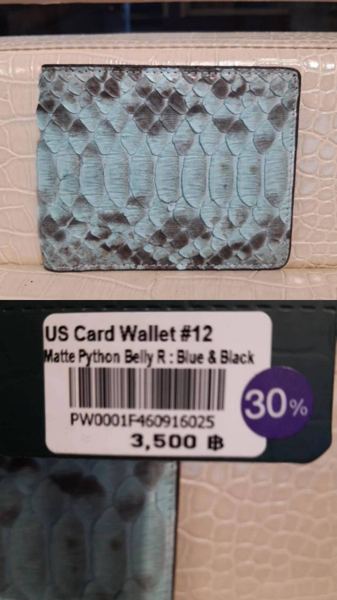 US Card Wallet #12
Matte Python Belly R : Blue & Black
PW0001F460916025
3,500 ฿
30%